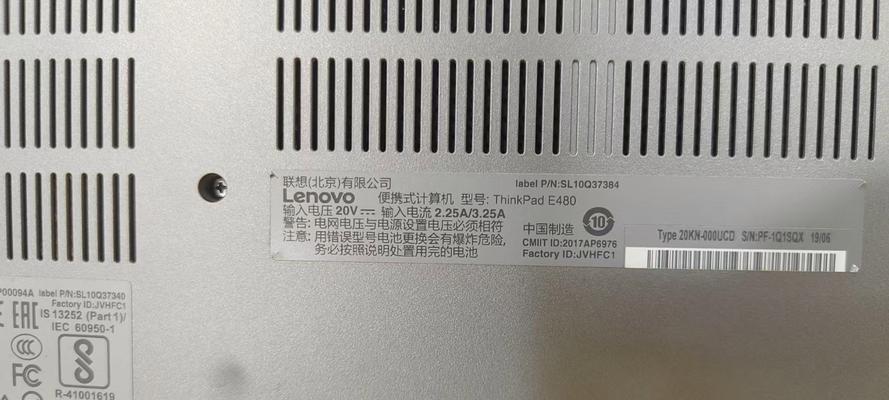 联想(北京)有限公司
label P/N:SL10Q37384
Lenovo 便携式计算机 型号: ThinkPad E480
输入电压 20V⎓ 输入电流 2.25A/3.25A
警告: 电网电压与电源设置电压必须相符
注意: 用错误型号电池更换会有爆炸危险,
务必按照说明处置用完的电池
中国制造 10
CMIIT ID:2017AP6976
Factory ID:JVHFC1
Type 20KN-000UCD S/N:PF-1Q1SQX 19/06
P00094A label P/N:SL10Q37340
Factory ID:JVHFC1
EAC IS 13252 (Part 1)/
IEC 60950-1
CCC
FC
R-41001619